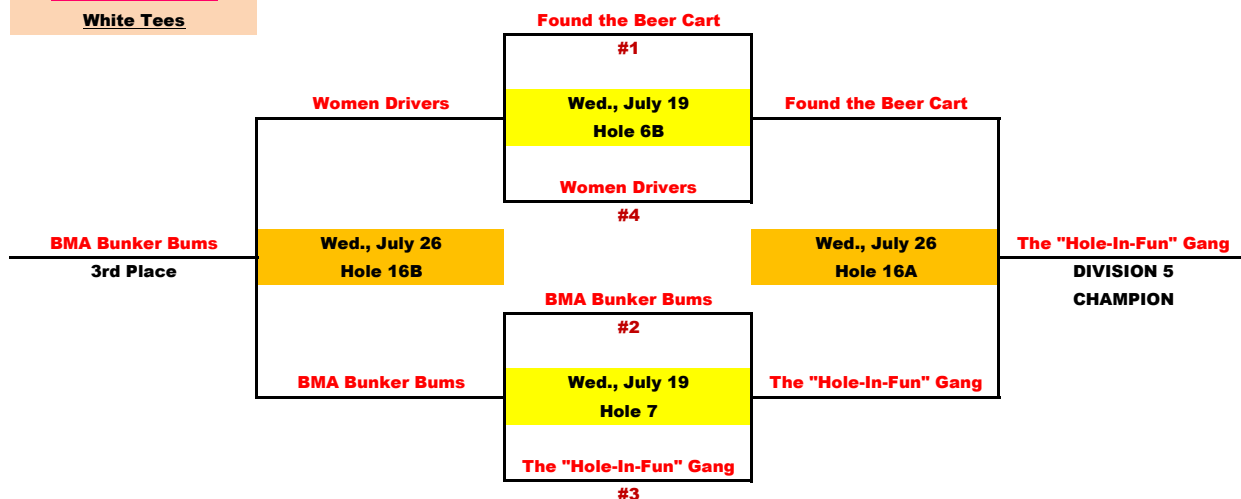 White Tees
Found the Beer Cart
#1
Women Drivers
Wed., July 19
Hole 6B
Found the Beer Cart
Women Drivers
#4
BMA Bunker Bums
3rd Place
Wed., July 26
Hole 16B
Wed., July 26
Hole 16A
The "Hole-In-Fun" Gang
DIVISION 5
CHAMPION
BMA Bunker Bums
#2
BMA Bunker Bums
Wed., July 19
Hole 7
The "Hole-In-Fun" Gang
The "Hole-In-Fun" Gang
#3